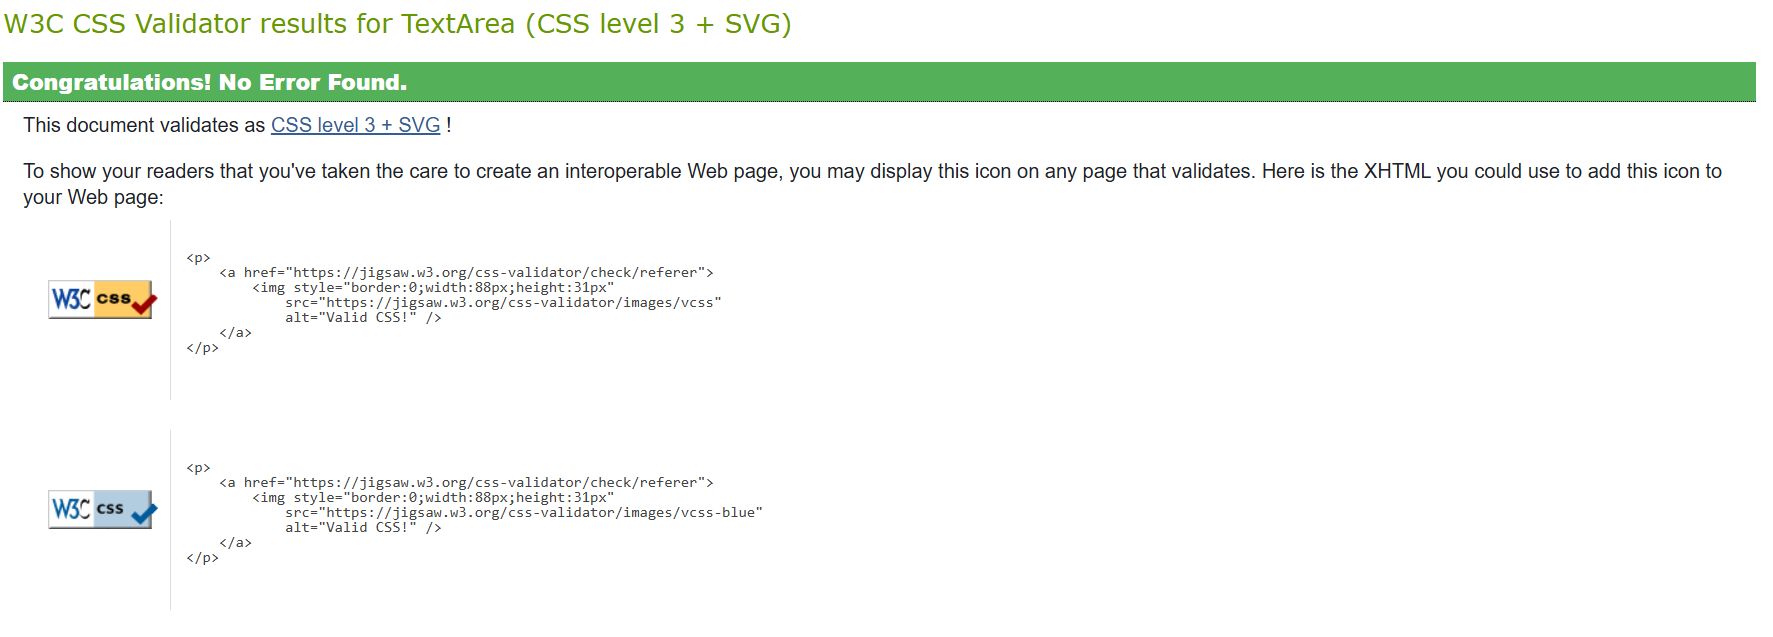 W3C CSS Validator results for TextArea (CSS level 3 + SVG)
Congratulations! No Error Found.
This document validates as CSS level 3 + SVG !
To show your readers that you've taken the care to create an interoperable Web page, you may display this icon on any page that validates. Here is the XHTML you could use to add this icon to
your Web page:
W3C css
<p>
    <a href="https://jigsaw.w3.org/css-validator/check/referer">
        <img style="border:0;width:88px;height:31px"
            src="https://jigsaw.w3.org/css-validator/images/vcss"
            alt="Valid CSS!" />
    </a>
</p>
W3C css
<p>
    <a href="https://jigsaw.w3.org/css-validator/check/referer">
        <img style="border:0;width:88px;height:31px"
            src="https://jigsaw.w3.org/css-validator/images/vcss-blue"
            alt="Valid CSS!" />
    </a>
</p>